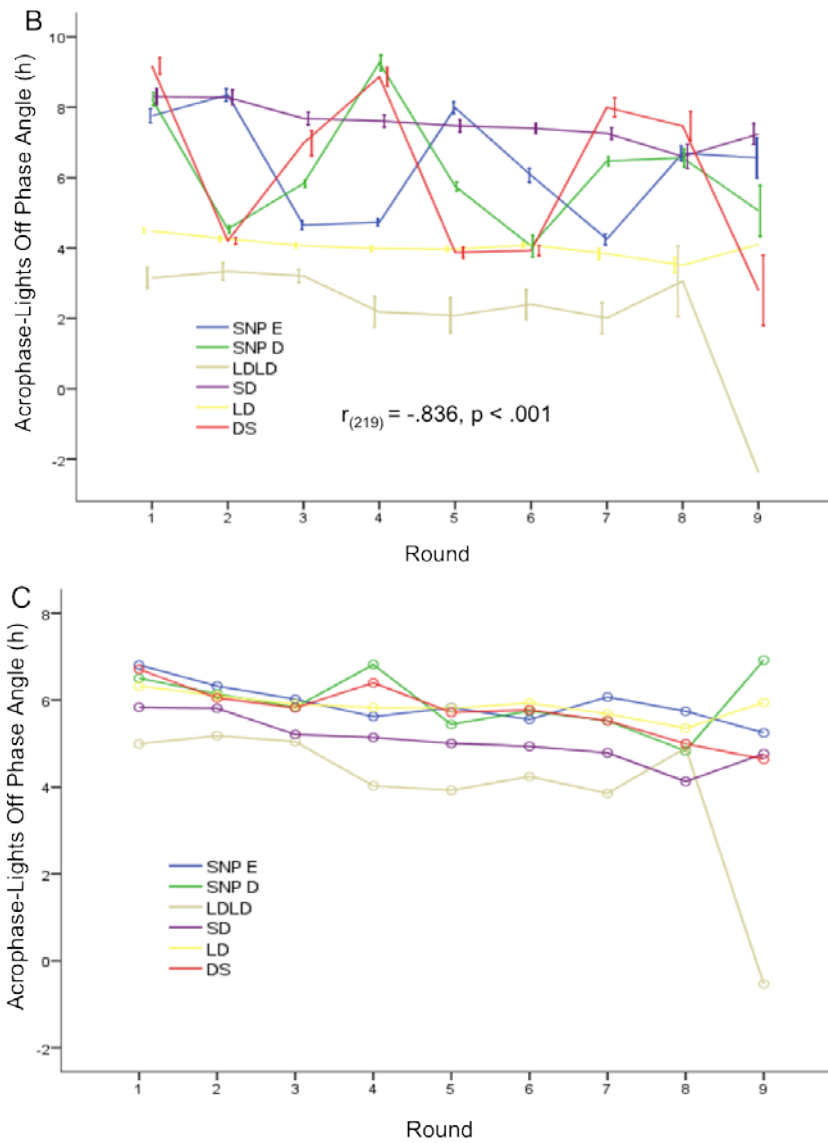 B
Acrophase-Lights Off Phase Angle (h)
10
8
6
4
2
0
-2
SNP E
SNP D
LDLD
SD
LD
DS
r(219) = -.836, p < .001
1 2 3 4 5 6 7 8 9
Round
C
Acrophase-Lights Off Phase Angle (h)
8
6
4
2
0
-2
SNP E
SNP D
LDLD
SD
LD
DS
1 2 3 4 5 6 7 8 9
Round